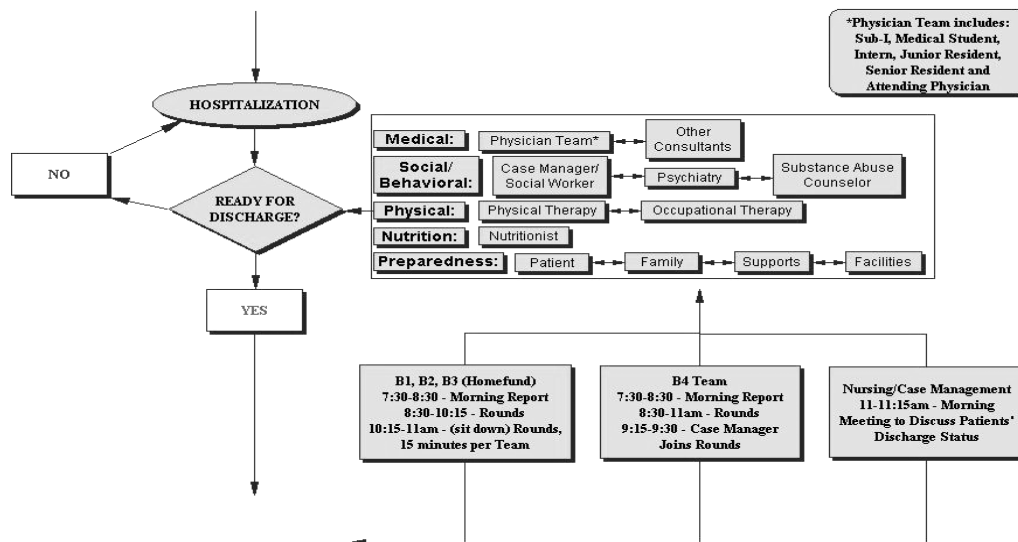 *Physician Team includes:
Sub-I, Medical Student,
Intern, Junior Resident,
Senior Resident and
Attending Physician
HOSPITALIZATION
NO
READY FOR
DISCHARGE?
YES
Medical:
Physician Team*
Other
Consultants
Social/
Behavioral:
Case Manager/
Social Worker
Psychiatry
Substance Abuse
Counselor
Physical:
Physical Therapy
Occupational Therapy
Nutrition:
Nutritionist
Preparedness:
Patient
Family
Supports
Facilities
B1, B2, B3 (Homefund)
7:30-8:30 - Morning Report
8:30-10:15 - Rounds
10:15-11am - (sit down) Rounds,
15 minutes per Team
B4 Team
7:30-8:30 - Morning Report
8:30-11am - Rounds
9:15-9:30 - Case Manager
Joins Rounds
Nursing/Case Management
11-11:15am - Morning
Meeting to Discuss Patients'
Discharge Status